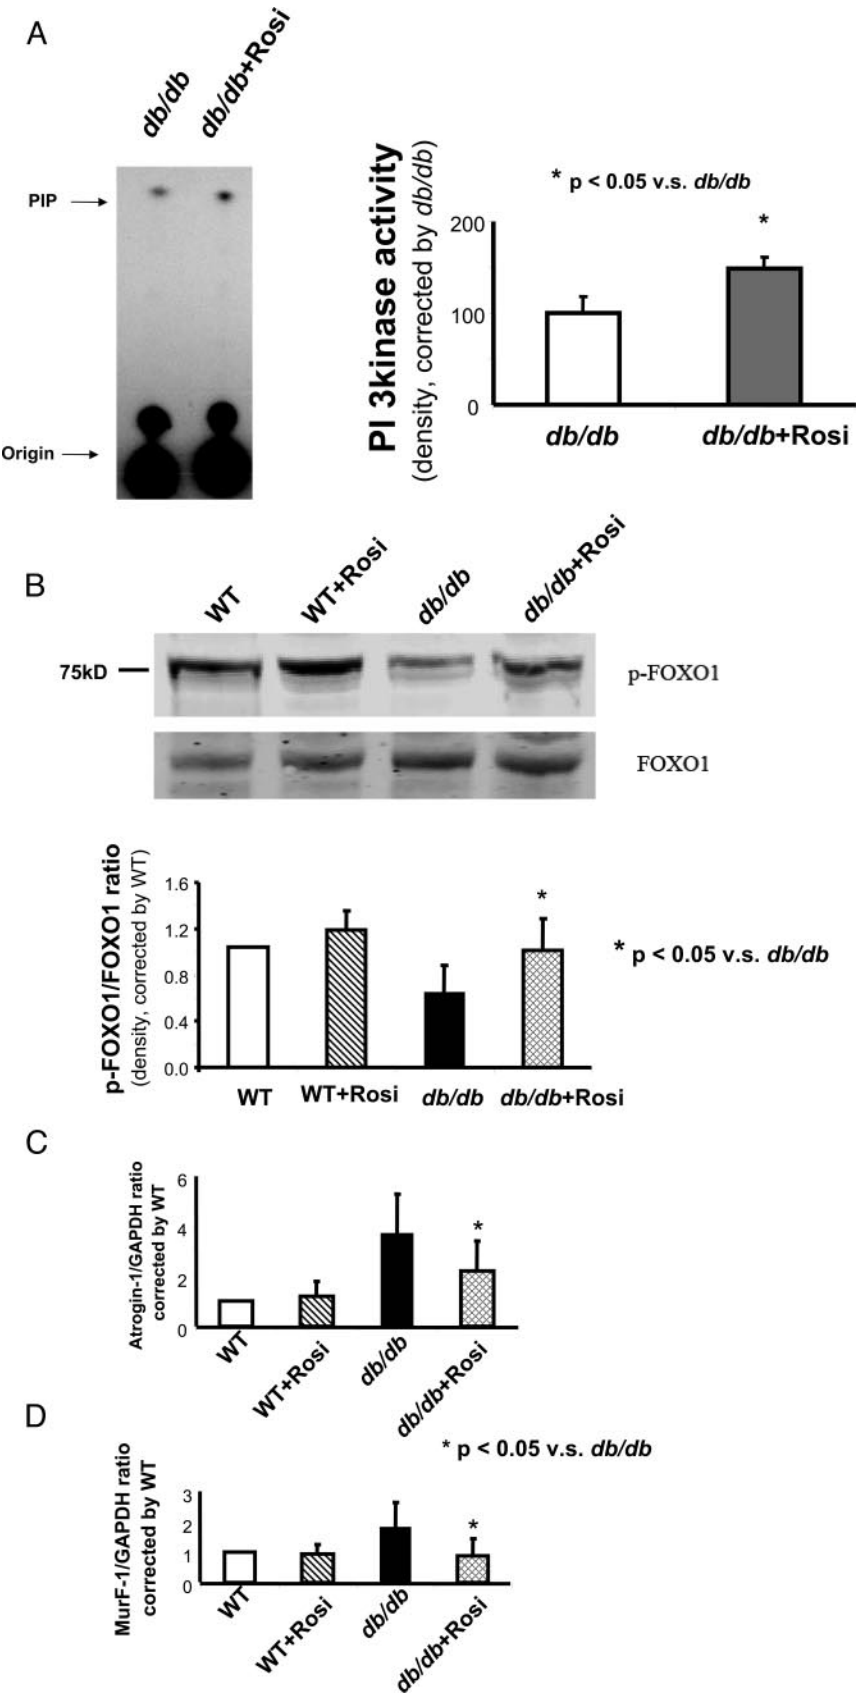 A
db/db
db/db+Rosi
PIP
Origin
PI 3kinase activity
(density, corrected by db/db)
* p < 0.05 v.s. db/db
*
200
100
0
db/db
db/db+Rosi
B
WT
WT+Rosi
db/db
db/db+Rosi
75kD
p-FOXO1
FOXO1
p-FOXO1/FOXO1 ratio
(density, corrected by WT)
1.6
1.2
0.8
0.4
0.0
*
* p < 0.05 v.s. db/db
WT
WT+Rosi
db/db
db/db+Rosi
C
Atrogin-1/GAPDH ratio
corrected by WT
6
4
2
0
*
WT
WT+Rosi
db/db
db/db+Rosi
D
* p < 0.05 v.s. db/db
MurF-1/GAPDH ratio
corrected by WT
3
2
1
0
*
WT
WT+Rosi
db/db
db/db+Rosi